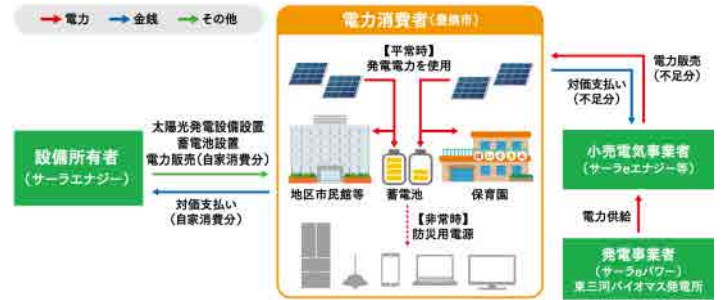 電力
金銭
その他
電力消費者(豊橋市)
【平常時】
発電電力を使用
地区市民館等
蓄電池
保育園
ほいくえん
【非常時】
防災用電源
設備所有者
(サーラエナジー)
太陽光発電設備設置
蓄電池設置
電力販売(自家消費分)
対価支払い
(自家消費分)
電力販売
(不足分)
対価支払い
(不足分)
小売電気事業者
(サーラeエナジー等)
電力供給
発電事業者
(サーラeパワー)
東三河バイオマス発電所